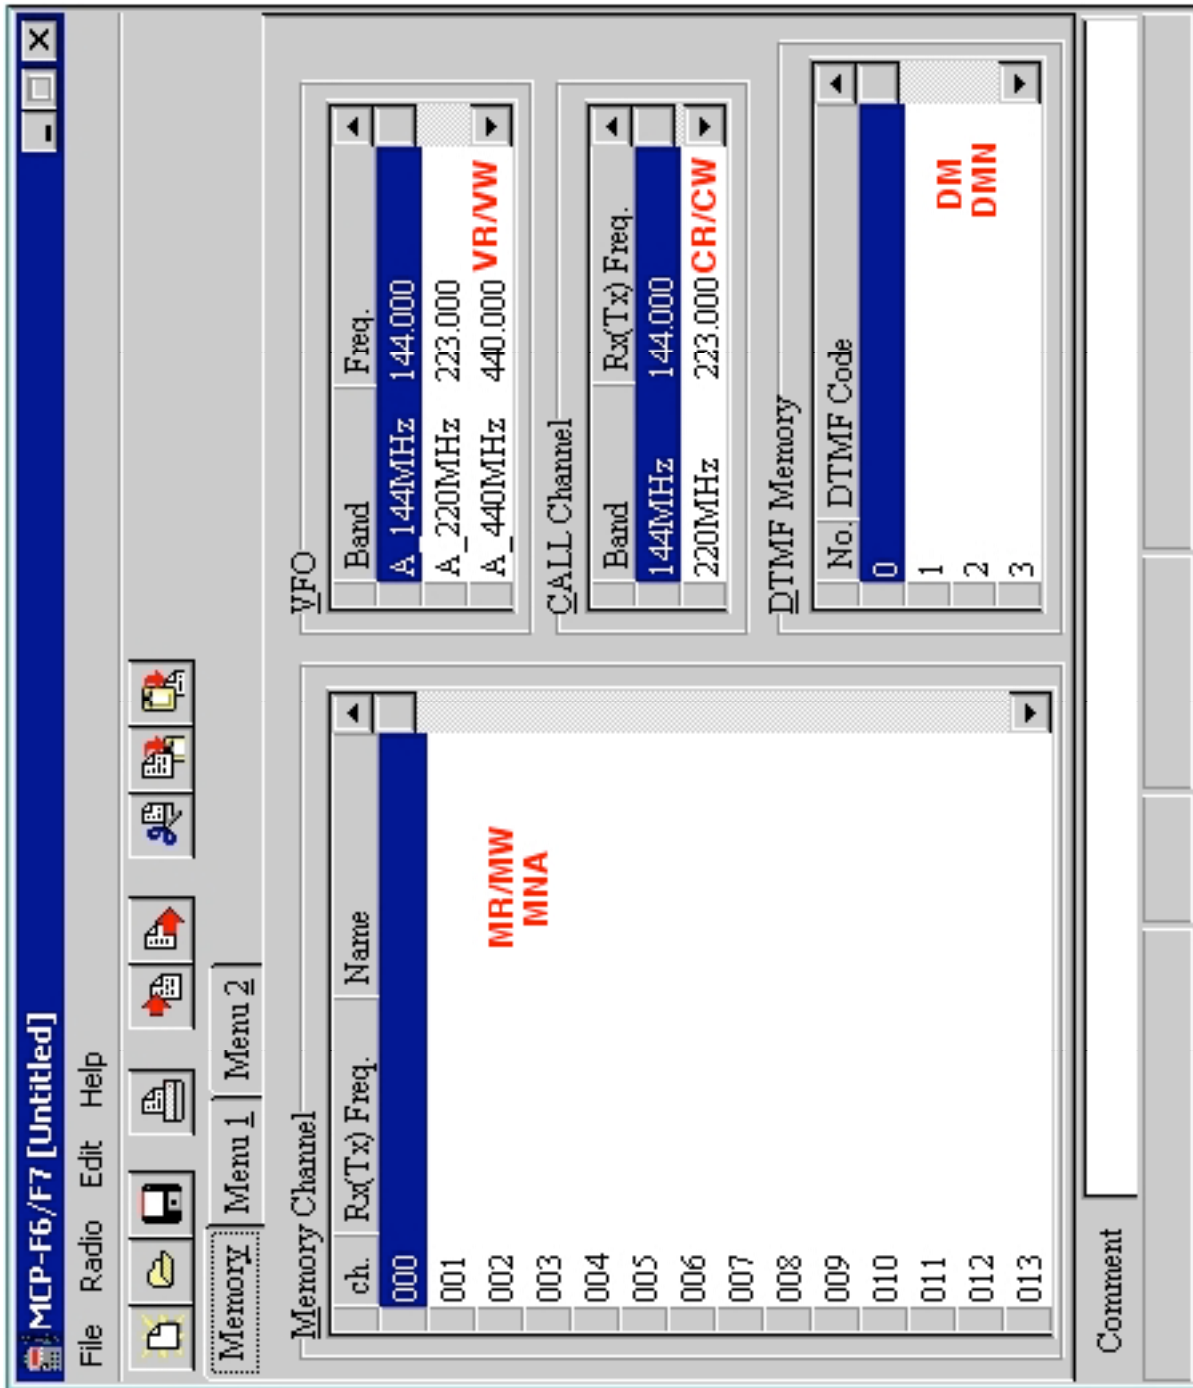 MCP-F6/F7 [Untitled]
File Radio Edit Help
Memory Menu 1 Menu 2
Memory Channel
ch. Rx(Tx) Freq. Name
000
001
002
003
004
005
006
007
008
009
010
011
012
013
MR/MW
MNA
VFO
Band Freq.
A_144MHz 144.000
A_220MHz 223.000
A_440MHz 440.000
VR/VW
CALL Channel
Band Rx(Tx) Freq.
144MHz 144.000
220MHz 223.000
CR/CW
DTMF Memory
No. DTMF Code
0
1
2
3
DM
DMN
Comment